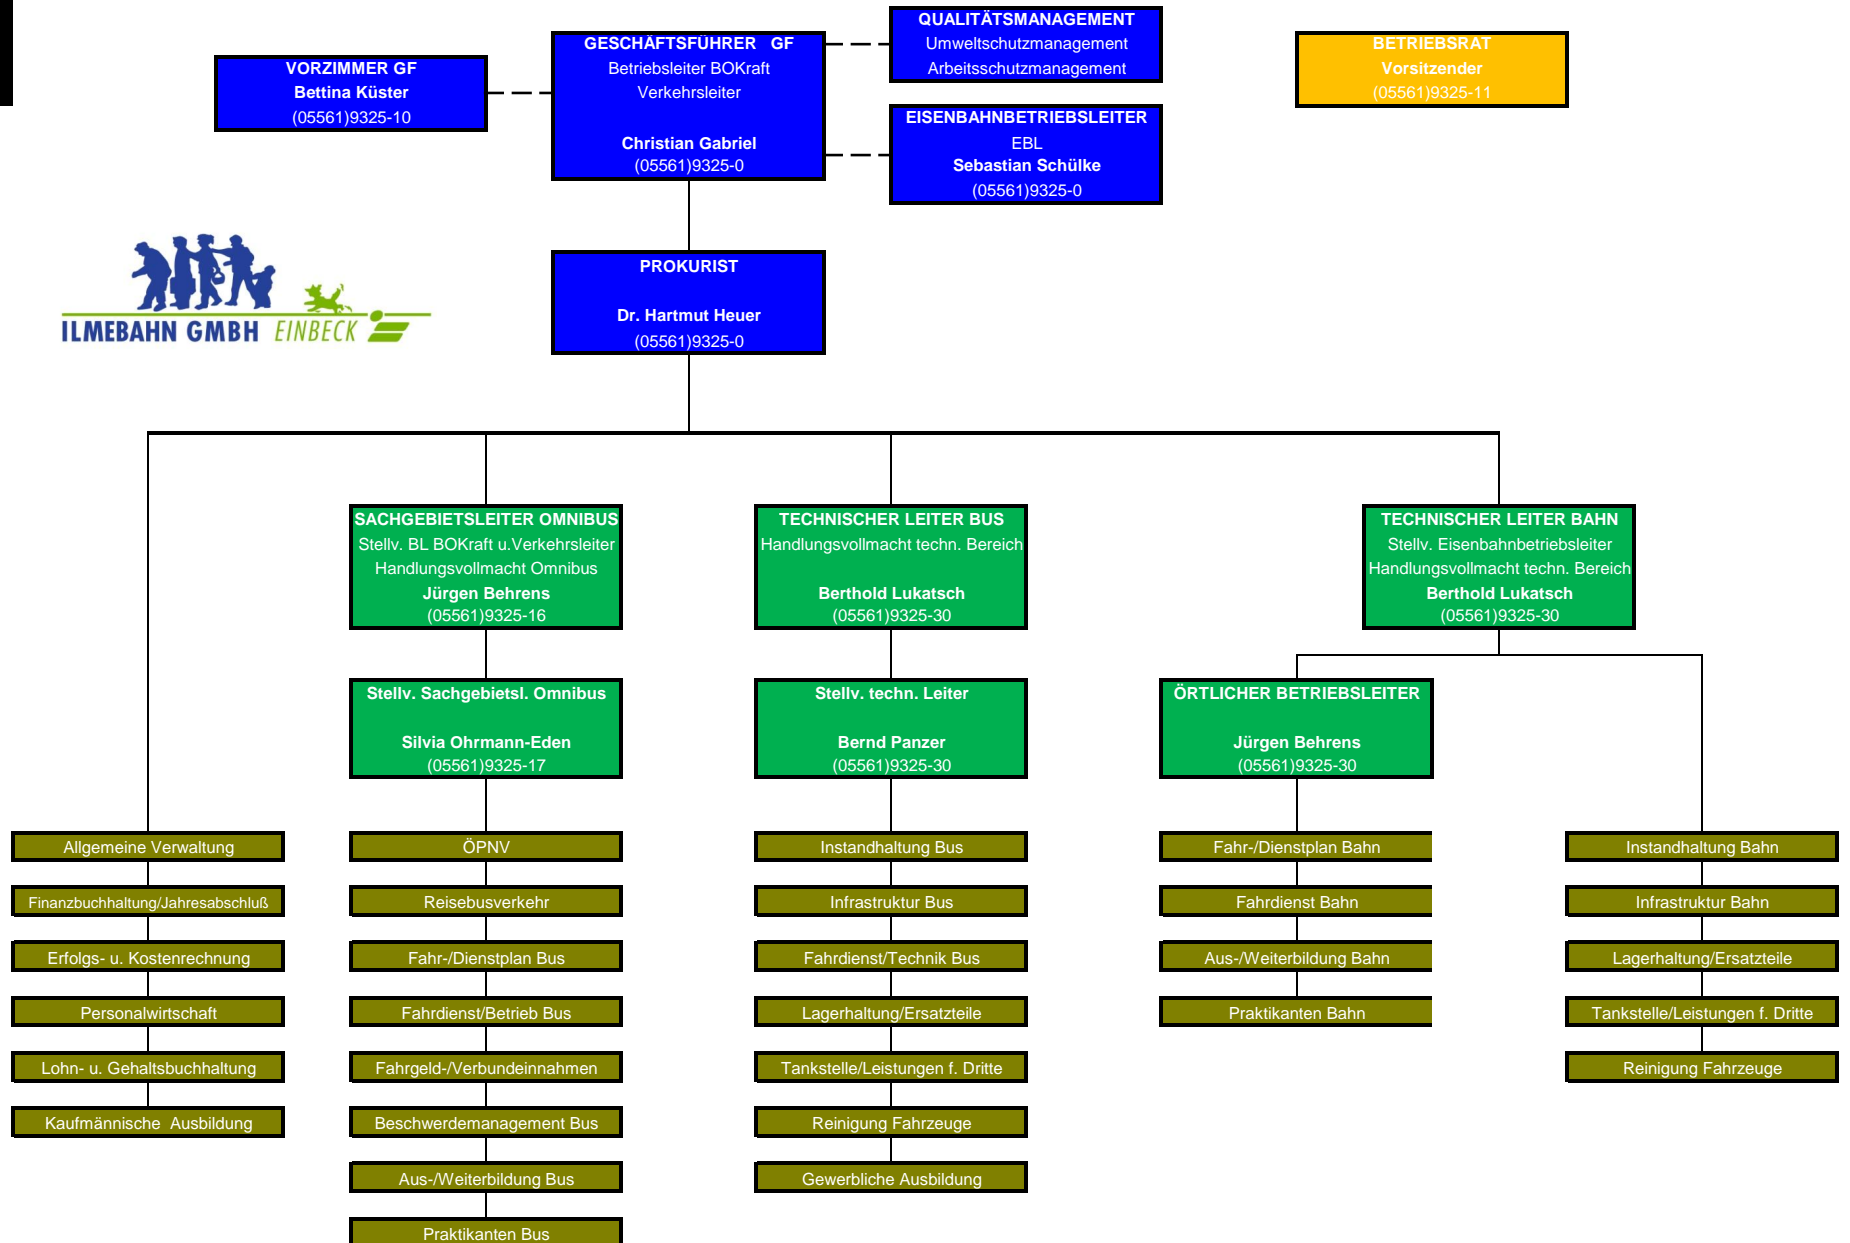 VORZIMMER GF
Bettina Küster
(05561)9325-10
GESCHÄFTSFÜHRER GF
Betriebsleiter BOKraft
Verkehrsleiter
Christian Gabriel
(05561)9325-0
QUALITÄTSMANAGEMENT
Umweltschutzmanagement
Arbeitsschutzmanagement
EISENBAHNBETRIEBSLEITER
EBL
Sebastian Schülke
(05561)9325-0
BETRIEBSRAT
Vorsitzender
(05561)9325-11
ILMEBAHN GMBH EINBECK
PROKURIST
Dr. Hartmut Heuer
(05561)9325-0
SACHGEBIETSLEITER OMNIBUS
Stellv. BL BOKraft u.Verkehrsleiter
Handlungsvollmacht Omnibus
Jürgen Behrens
(05561)9325-16
TECHNISCHER LEITER BUS
Handlungsvollmacht techn. Bereich
Berthold Lukatsch
(05561)9325-30
TECHNISCHER LEITER BAHN
Stellv. Eisenbahnbetriebsleiter
Handlungsvollmacht techn. Bereich
Berthold Lukatsch
(05561)9325-30
Stellv. Sachgebietsl. Omnibus
Silvia Ohrmann-Eden
(05561)9325-17
Stellv. techn. Leiter
Bernd Panzer
(05561)9325-30
ÖRTLICHER BETRIEBSLEITER
Jürgen Behrens
(05561)9325-30
Allgemeine Verwaltung
Finanzbuchhaltung/Jahresabschluß
Erfolgs- u. Kostenrechnung
Personalwirtschaft
Lohn- u. Gehaltsbuchhaltung
Kaufmännische Ausbildung
ÖPNV
Reisebusverkehr
Fahr-/Dienstplan Bus
Fahrdienst/Betrieb Bus
Fahrgeld-/Verbundeinnahmen
Beschwerdemanagement Bus
Aus-/Weiterbildung Bus
Praktikanten Bus
Instandhaltung Bus
Infrastruktur Bus
Fahrdienst/Technik Bus
Lagerhaltung/Ersatzteile
Tankstelle/Leistungen f. Dritte
Reinigung Fahrzeuge
Gewerbliche Ausbildung
Fahr-/Dienstplan Bahn
Fahrdienst Bahn
Aus-/Weiterbildung Bahn
Praktikanten Bahn
Instandhaltung Bahn
Infrastruktur Bahn
Lagerhaltung/Ersatzteile
Tankstelle/Leistungen f. Dritte
Reinigung Fahrzeuge